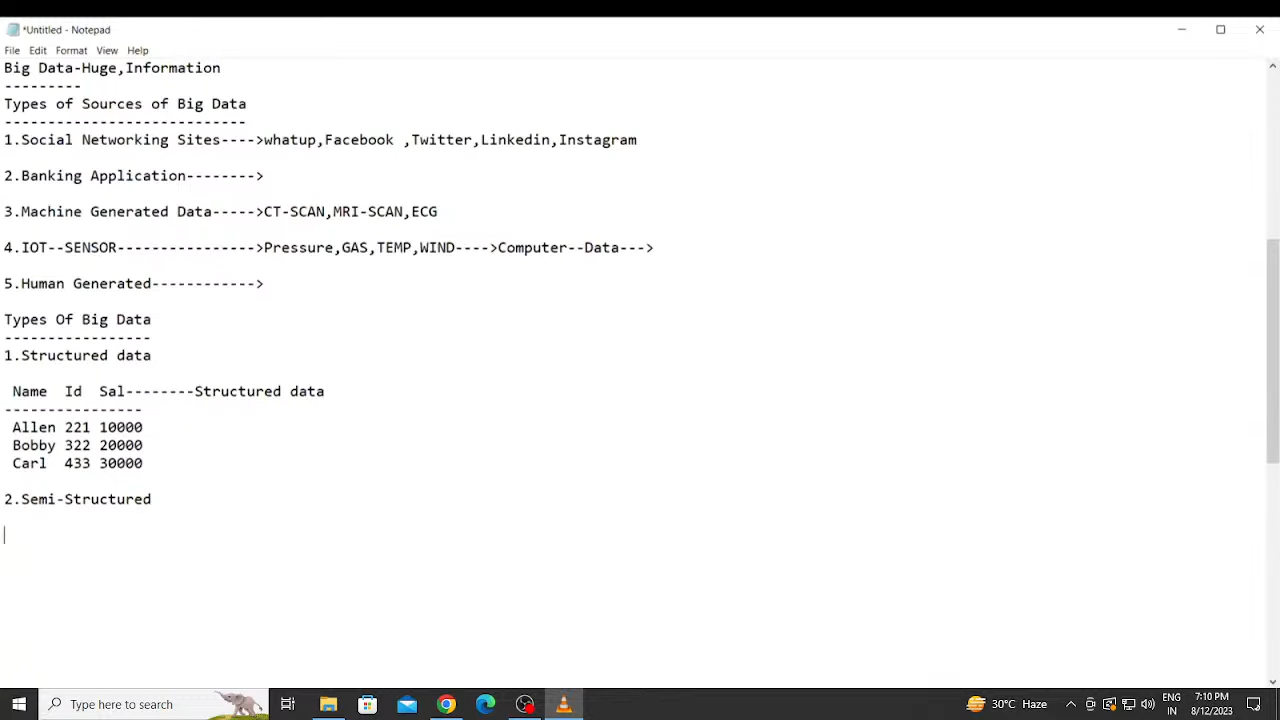 *Untitled - Notepad
File Edit Format View Help
Big Data-Huge,Information
---------
Types of Sources of Big Data
----------------------------
1.Social Networking Sites---->whatup,Facebook ,Twitter,Linkedin,Instagram
2.Banking Application-------->
3.Machine Generated Data----->CT-SCAN,MRI-SCAN,ECG
4.IOT--SENSOR---------------->Pressure,GAS,TEMP,WIND---->Computer--Data--->
5.Human Generated------------>
Types Of Big Data
-----------------
1.Structured data
Name Id Sal--------Structured data
----------------
Allen 221 10000
Bobby 322 20000
Carl 433 30000
2.Semi-Structured
Type here to search
30°C Haze
ENG
IN
7:10 PM
8/12/2023